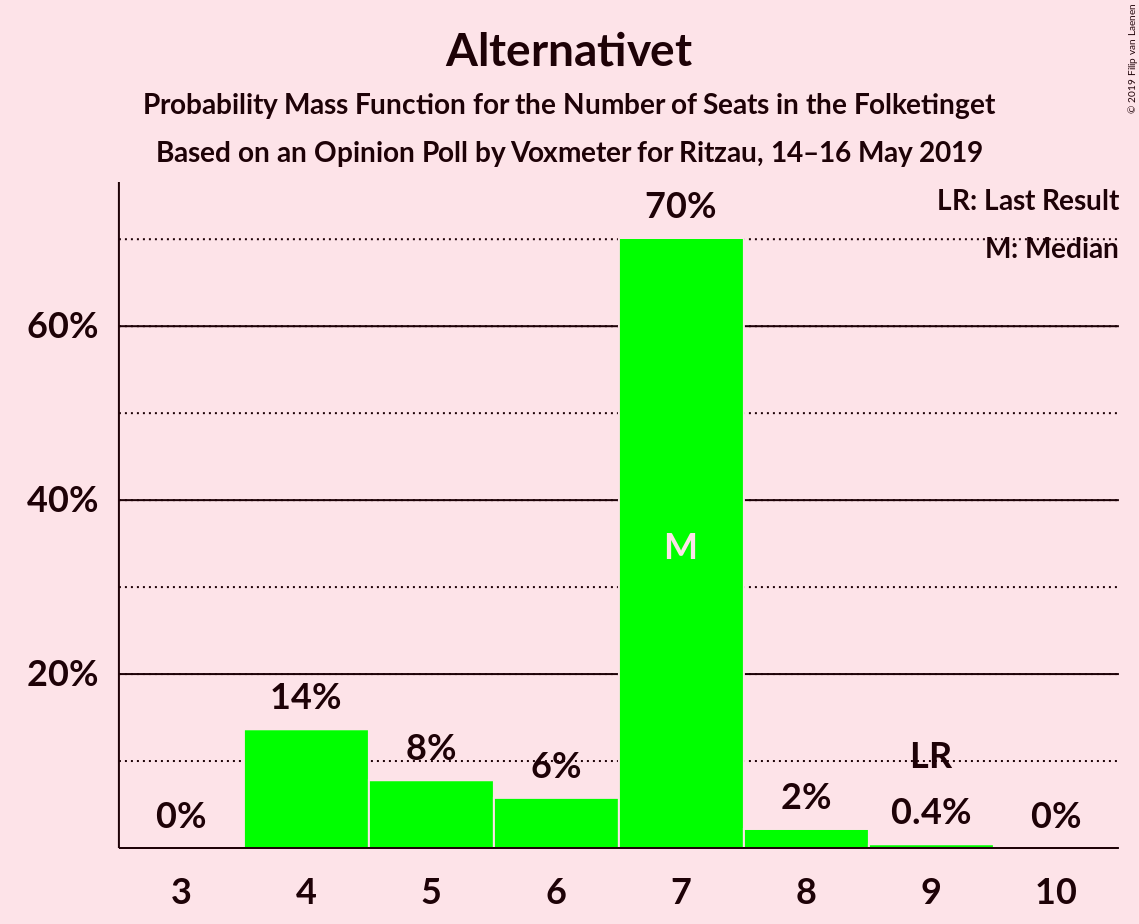 Alternativet
Probability Mass Function for the Number of Seats in the Folketinget
Based on an Opinion Poll by Voxmeter for Ritzau, 14–16 May 2019
© 2019 Filip van Laenen
LR: Last Result
M: Median
70%
60%
40%
20%
M
14%
8%
6%
LR
0%
2%
0.4%
0%
3 4 5 6 7 8 9 10